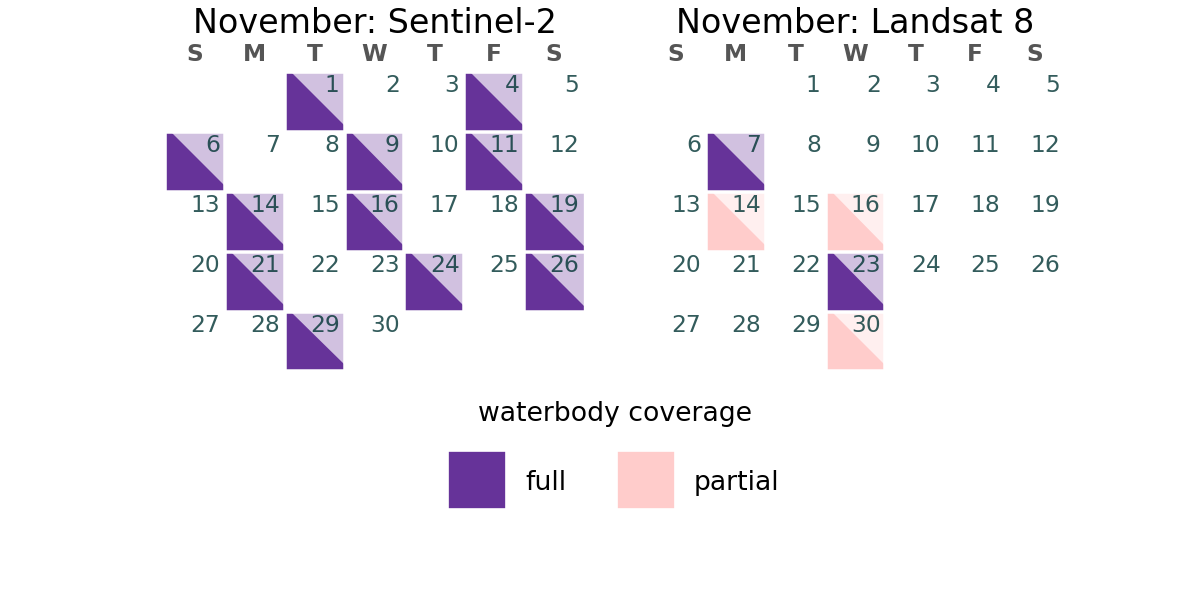 November: Sentinel-2
S M T W T F S
1 2 3 4 5
6 7 8 9 10 11 12
13 14 15 16 17 18 19
20 21 22 23 24 25 26
27 28 29 30
November: Landsat 8
S M T W T F S
1 2 3 4 5
6 7 8 9 10 11 12
13 14 15 16 17 18 19
20 21 22 23 24 25 26
27 28 29 30
waterbody coverage
full partial